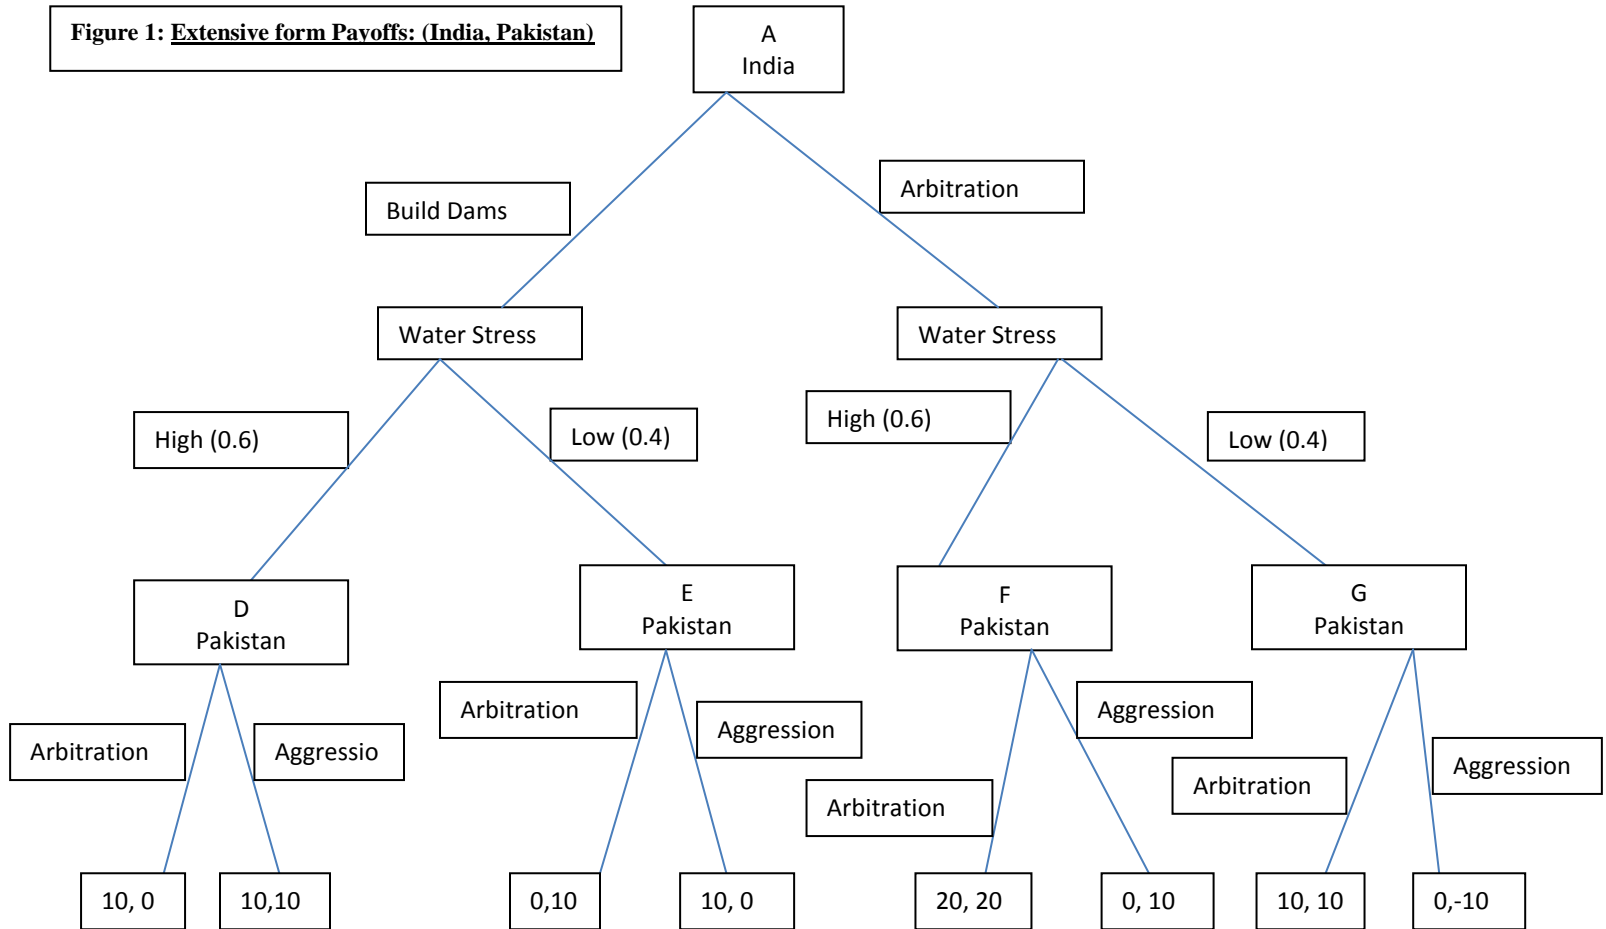 Figure 1: Extensive form Payoffs: (India, Pakistan)
A
India
Build Dams
Arbitration
Water Stress
Water Stress
High (0.6)
Low (0.4)
High (0.6)
Low (0.4)
D
Pakistan
E
Pakistan
F
Pakistan
G
Pakistan
Arbitration
Aggressio
Arbitration
Aggression
Arbitration
Aggression
Arbitration
Aggression
10, 0
10,10
0,10
10, 0
20, 20
0, 10
10, 10
0,-10